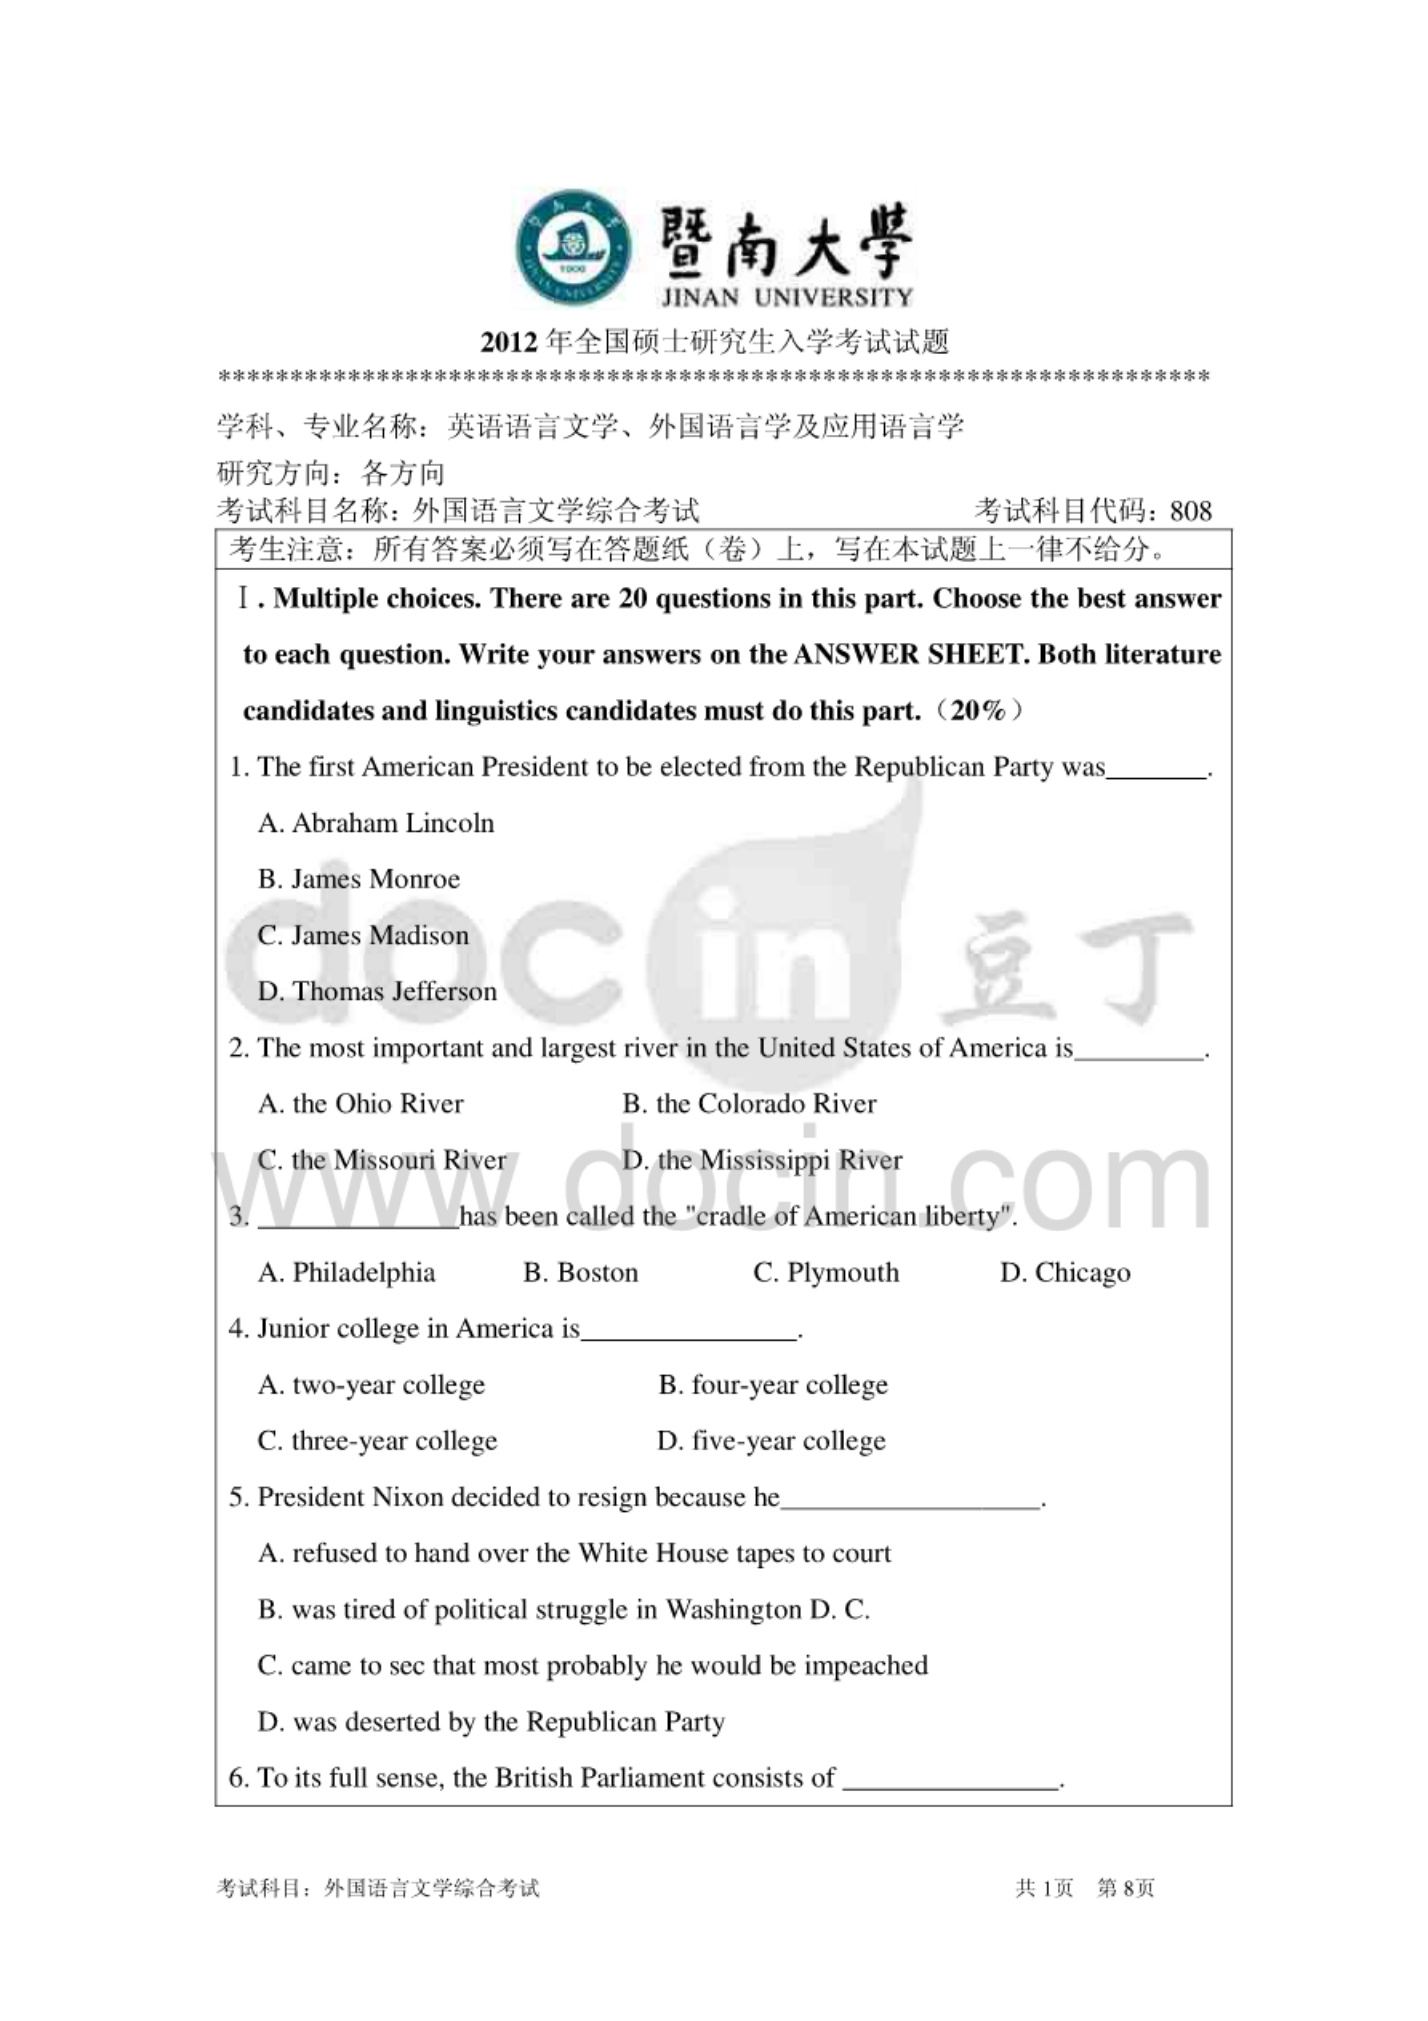 暨南大学
JINAN UNIVERSITY
2012 年全国硕士研究生入学考试试题
**********************************************************************
学科、专业名称：英语语言文学、外国语言学及应用语言学
研究方向：各方向
考试科目名称：外国语言文学综合考试 考试科目代码：808
考生注意：所有答案必须写在答题纸（卷）上，写在本试题上一律不给分。
Ⅰ. Multiple choices. There are 20 questions in this part. Choose the best answer
to each question. Write your answers on the ANSWER SHEET. Both literature
candidates and linguistics candidates must do this part.（20%）
1. The first American President to be elected from the Republican Party was_______.
A. Abraham Lincoln
B. James Monroe
C. James Madison
D. Thomas Jefferson
docin 豆丁
2. The most important and largest river in the United States of America is_________.
A. the Ohio River B. the Colorado River
C. the Missouri River D. the Mississippi River
www.docin.com
3. ______________has been called the "cradle of American liberty".
A. Philadelphia B. Boston C. Plymouth D. Chicago
4. Junior college in America is_______________.
A. two-year college B. four-year college
C. three-year college D. five-year college
5. President Nixon decided to resign because he__________________.
A. refused to hand over the White House tapes to court
B. was tired of political struggle in Washington D. C.
C. came to sec that most probably he would be impeached
D. was deserted by the Republican Party
6. To its full sense, the British Parliament consists of _______________.
考试科目：外国语言文学综合考试 共 1页 第 8页